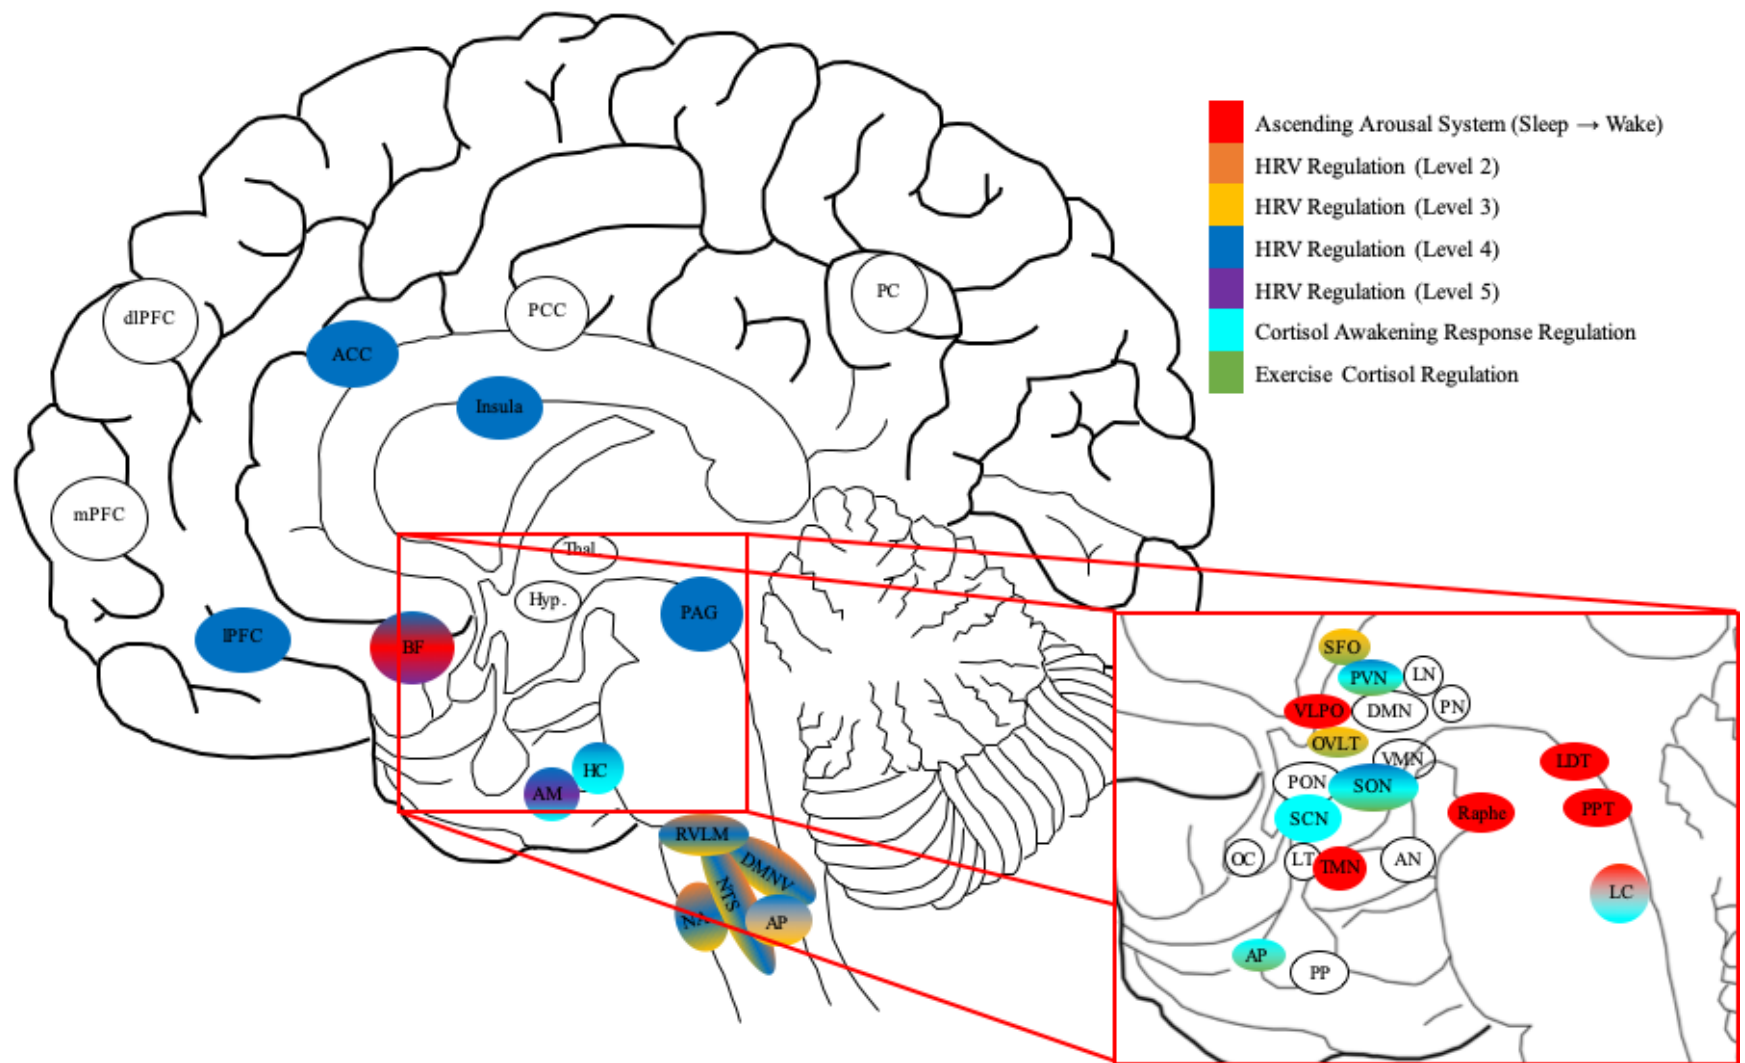 Ascending Arousal System (Sleep → Wake)
HRV Regulation (Level 2)
HRV Regulation (Level 3)
HRV Regulation (Level 4)
HRV Regulation (Level 5)
Cortisol Awakening Response Regulation
Exercise Cortisol Regulation
dlPFC
PCC
PC
ACC
Insula
mPFC
Thal.
Hyp.
PAG
lPFC
BF
HC
AM
RVLM
DMNV
NTS
NA
AP
SFO
PVN
LN
VLPO
DMN
PN
OVLT
VMN
LDT
PON
SON
SCN
Raphe
PPT
OC
LT
TMN
AN
LC
AP
PP